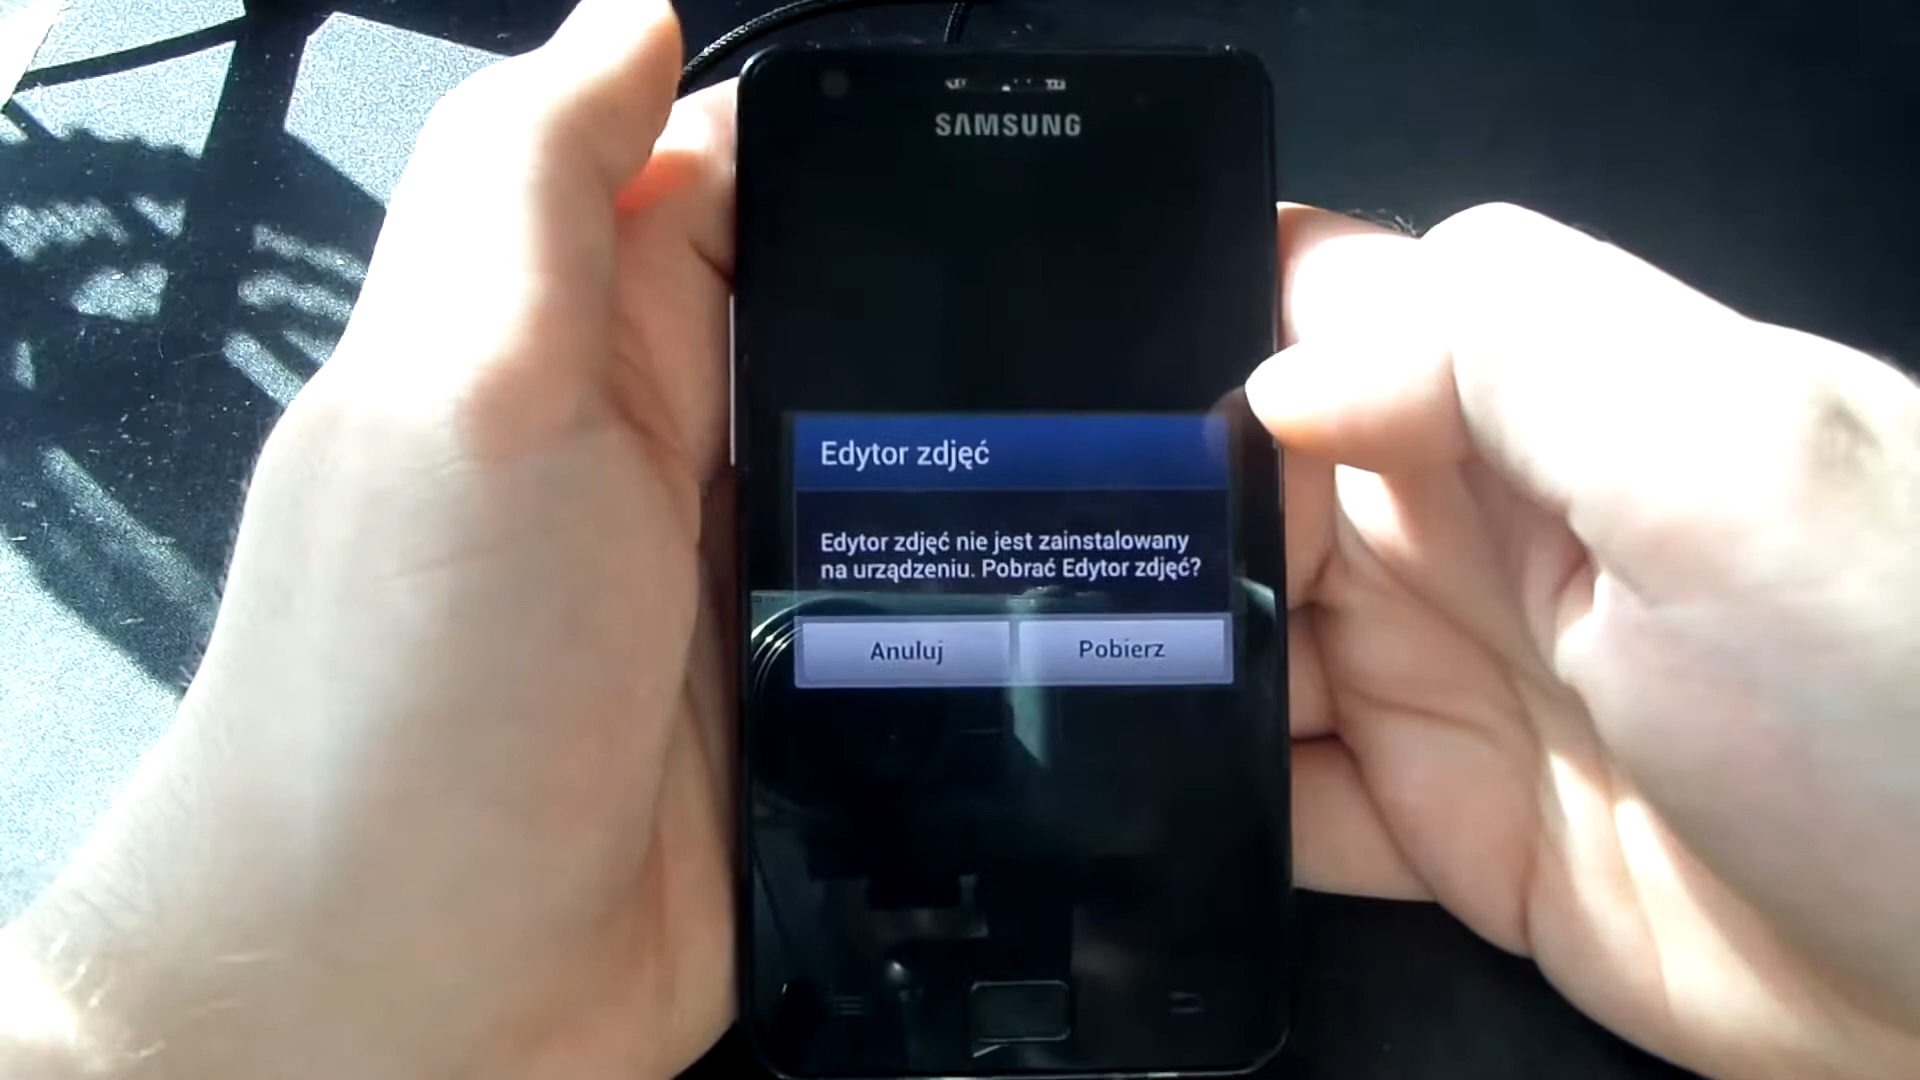 SAMSUNG
Edytor zdjęć
Edytor zdjęć nie jest zainstalowany
na urządzeniu. Pobrać Edytor zdjęć?
Anuluj
Pobierz